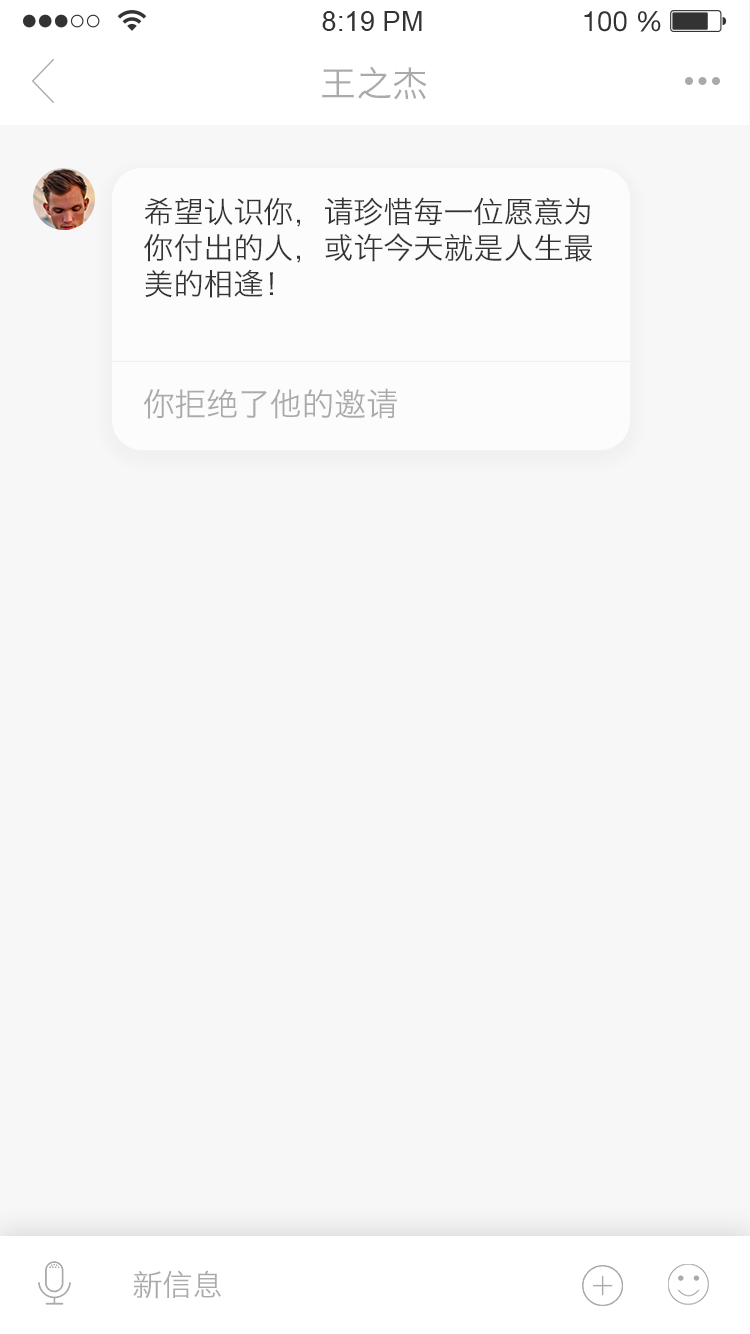 8:19 PM
100 %
王之杰
希望认识你，请珍惜每一位愿意为
你付出的人，或许今天就是人生最
美的相逢！
你拒绝了他的邀请
新信息